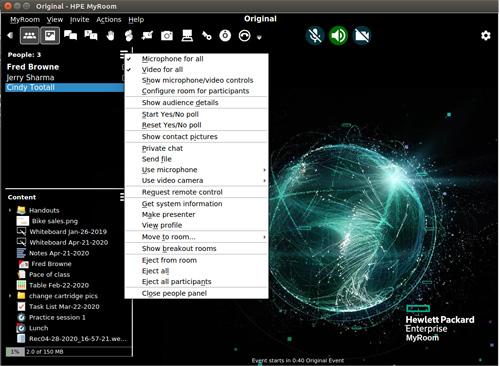 Original - HPE MyRoom
MyRoom View Invite Actions Help
Original
People: 3
Fred Browne
Jerry Sharma
Cindy Tootall
Microphone for all
Video for all
Show microphone/video controls
Configure room for participants
Show audience details
Start Yes/No poll
Reset Yes/No poll
Show contact pictures
Private chat
Send file
Use microphone
Use video camera
Request remote control
Get system information
Make presenter
View profile
Move to room...
Show breakout rooms
Eject from room
Eject all
Eject all participants
Close people panel
Content
Handouts
Bike sales.png
Whiteboard Jan-26-2019
Whiteboard Apr-21-2020
Notes Apr-21-2020
Fred Browne
Pace of class
Table Feb-22-2020
change cartridge pics
Task List Mar-22-2020
Practice session 1
Lunch
Rec04-28-2020_16-57-21.we...
1% 2.0 of 150 MB
Hewlett Packard
Enterprise
MyRoom
Event starts in 0:40 Original Event